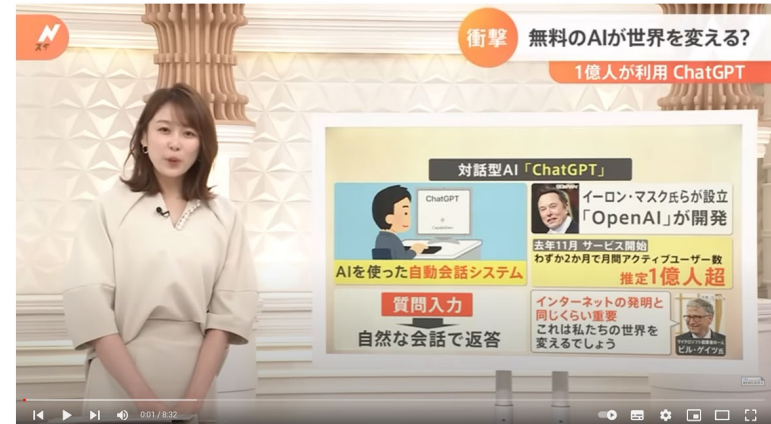 N
スタ
衝撃
無料のAIが世界を変える?
1億人が利用 ChatGPT
対話型AI「ChatGPT」
ChatGPT
AIを使った自動会話システム
質問入力
自然な会話で返答
イーロン・マスク氏らが設立
「OpenAI」が開発
去年11月 サービス開始
わずか2か月で月間アクティブユーザー数
推定1億人超
インターネットの発明と
同じくらい重要
これは私たちの世界を
変えるでしょう
ビル・ゲイツ氏
0:01 / 8:32